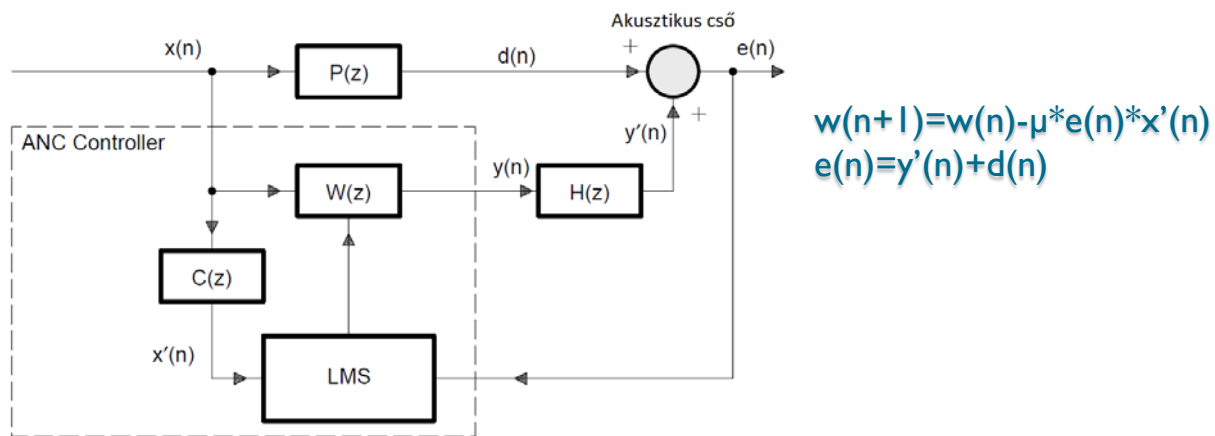 Akusztikus cső
x(n)
P(z)
d(n)
+
e(n)
+
y′(n)
ANC Controller
W(z)
y(n)
H(z)
C(z)
x′(n)
LMS
w(n+1)=w(n)-µ*e(n)*x’(n)
e(n)=y’(n)+d(n)